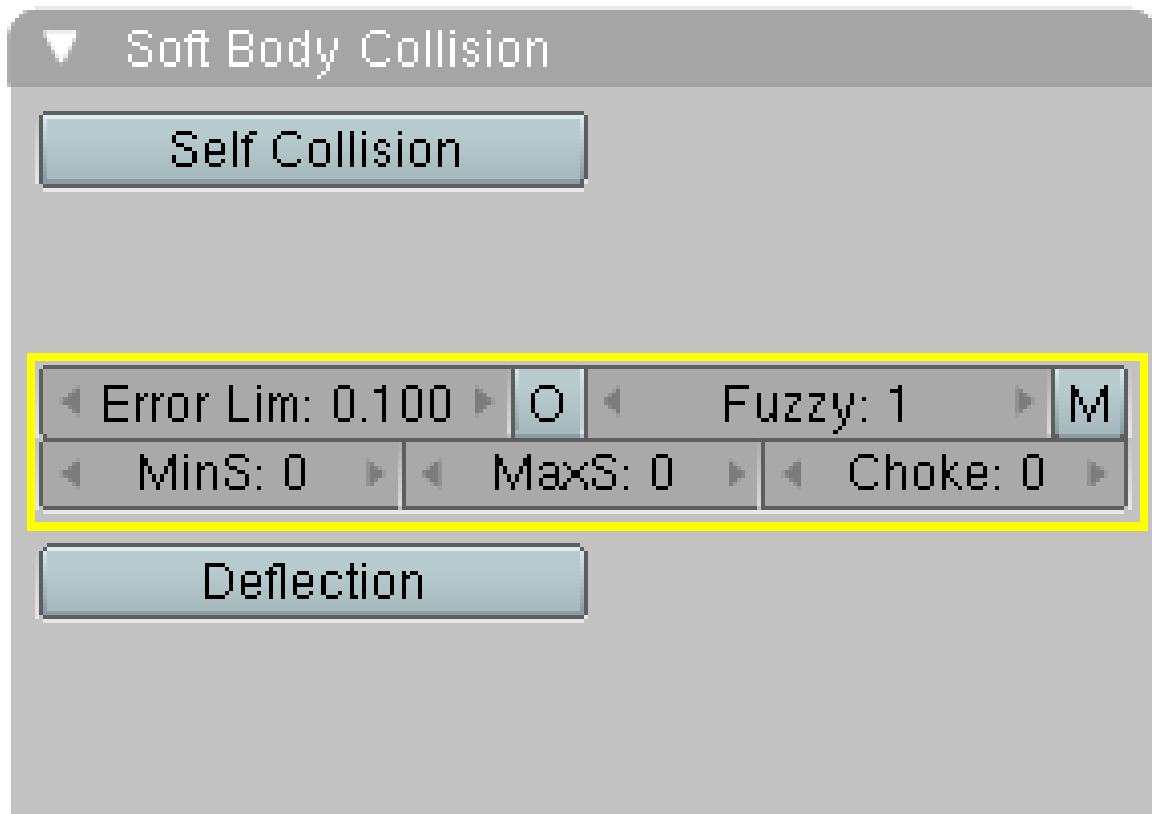 Soft Body Collision
Self Collision
Error Lim: 0.100 O Fuzzy: 1 M
MinS: 0 MaxS: 0 Choke: 0
Deflection